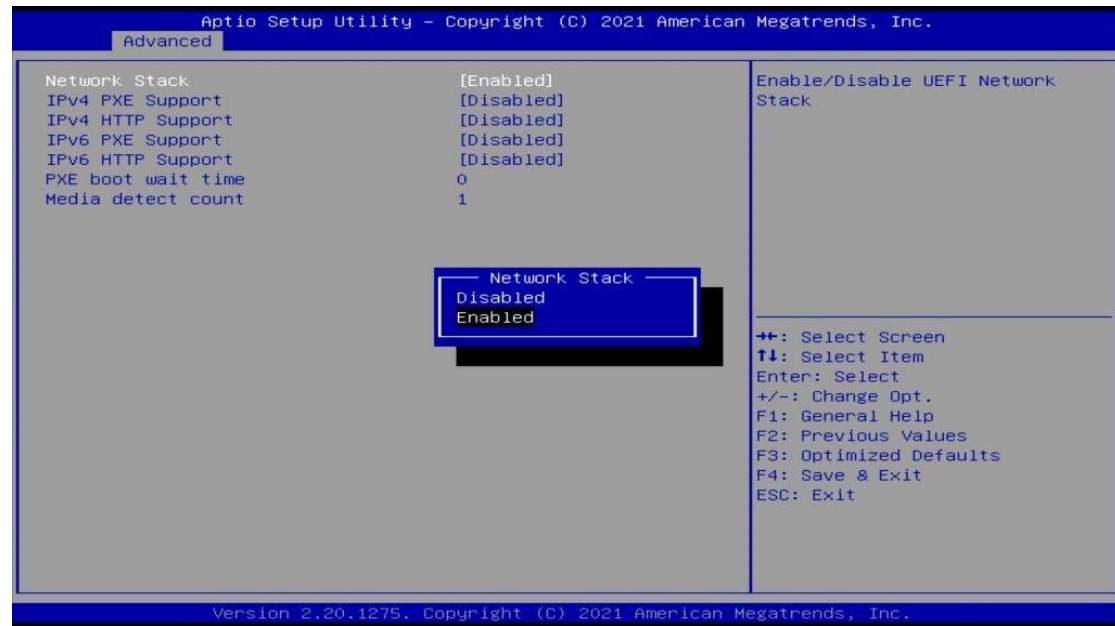 Aptio Setup Utility – Copyright (C) 2021 American Megatrends, Inc.
Advanced
Network Stack [Enabled]
IPv4 PXE Support [Disabled]
IPv4 HTTP Support [Disabled]
IPv6 PXE Support [Disabled]
IPv6 HTTP Support [Disabled]
PXE boot wait time 0
Media detect count 1
Enable/Disable UEFI Network
Stack
Network Stack
Disabled
Enabled
→←: Select Screen
↑↓: Select Item
Enter: Select
+/-: Change Opt.
F1: General Help
F2: Previous Values
F3: Optimized Defaults
F4: Save & Exit
ESC: Exit
Version 2.20.1275. Copyright (C) 2021 American Megatrends, Inc.